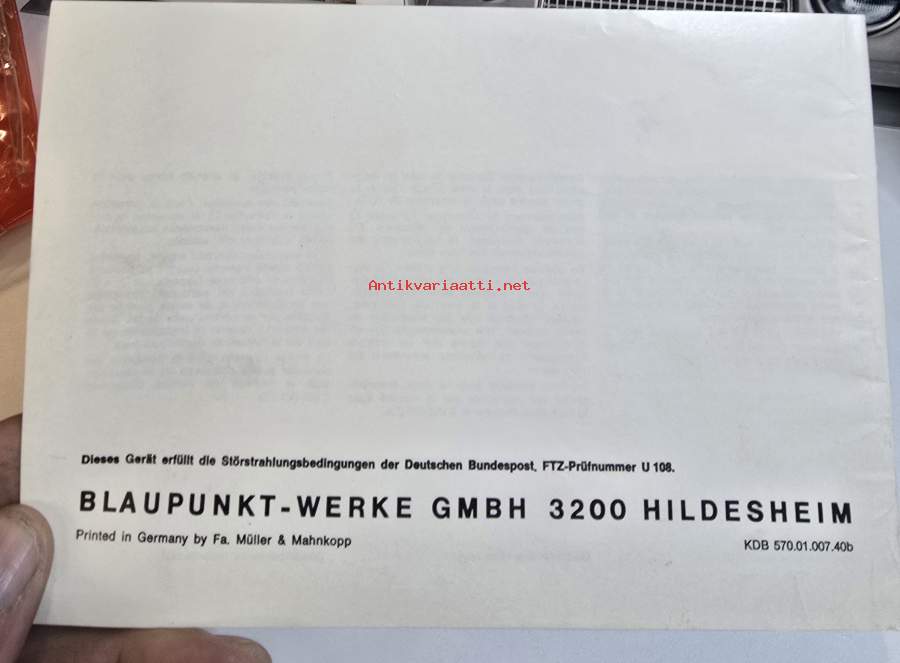 Antikvariaatti.net
Dieses Gerät erfüllt die Störstrahlungsbedingungen der Deutschen Bundespost, FTZ-Prüfnummer U 108.
BLAUPUNKT-WERKE GMBH 3200 HILDESHEIM
Printed in Germany by Fa. Müller & Mahnkopp
KDB 570.01.007.40b